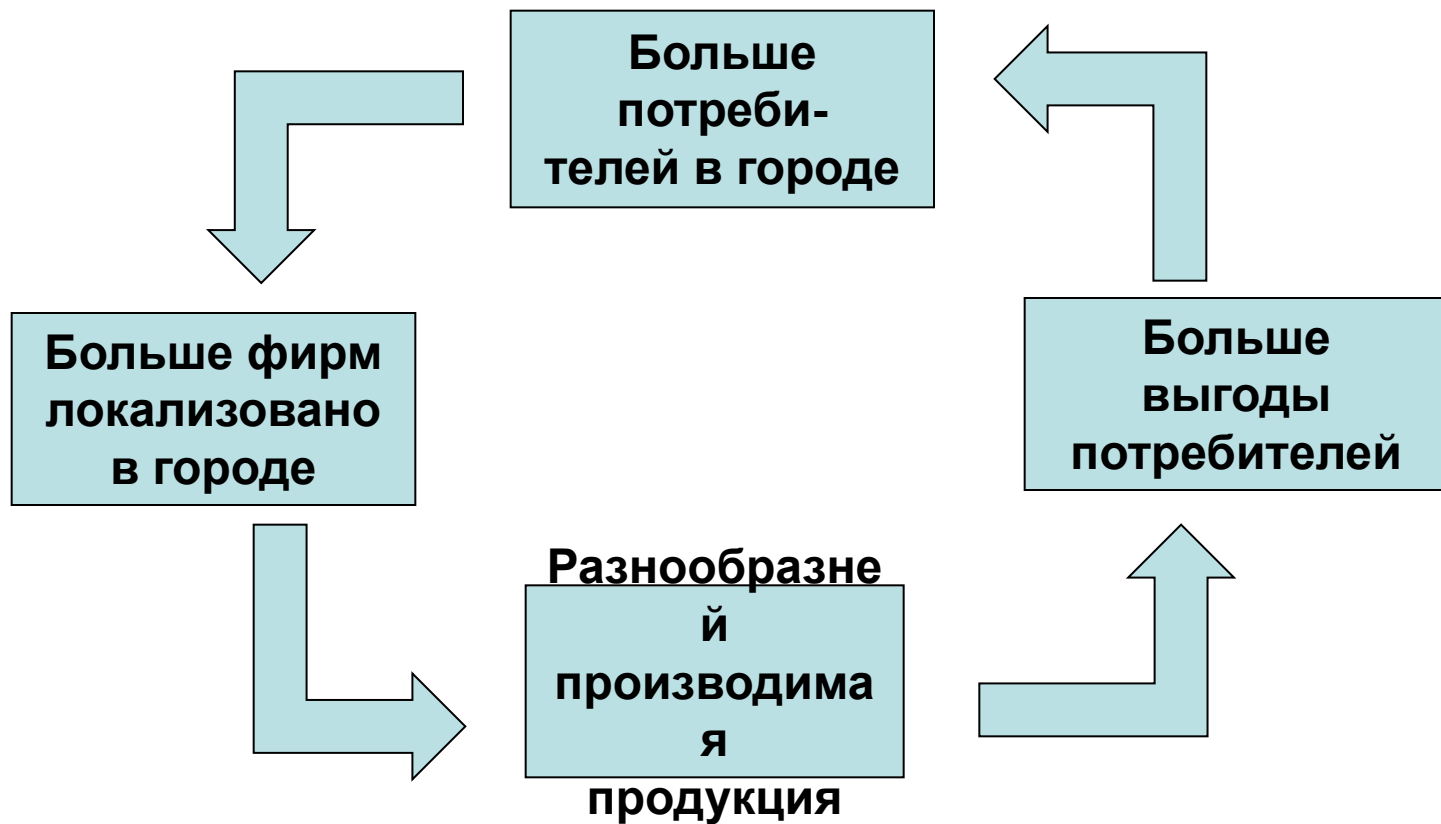 Больше
потреби-
телей в городе
Больше фирм
локализовано
в городе
Больше
выгоды
потребителей
Разнообразне
й
производима
я
продукция